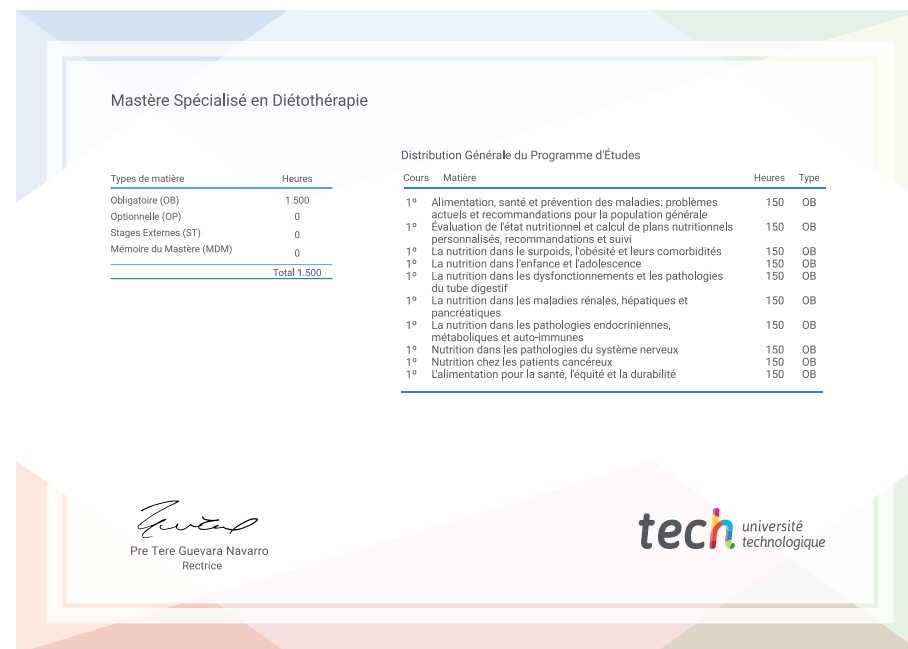 Mastère Spécialisé en Diétothérapie
Types de matière Heures
Obligatoire (OB) 1.500
Optionnelle (OP) 0
Stages Externes (ST) 0
Mémoire du Mastère (MDM) 0
Total 1.500
Distribution Générale du Programme d'Études
Cours Matière Heures Type
1º Alimentation, santé et prévention des maladies: problèmes 150 OB
actuels et recommandations pour la population générale
1º Évaluation de l'état nutritionnel et calcul de plans nutritionnels 150 OB
personnalisés, recommandations et suivi
1º La nutrition dans le surpoids, l'obésité et leurs comorbidités 150 OB
1º La nutrition dans l'enfance et l'adolescence 150 OB
1º La nutrition dans les dysfonctionnements et les pathologies 150 OB
du tube digestif
1º La nutrition dans les maladies rénales, hépatiques et 150 OB
pancréatiques
1º La nutrition dans les pathologies endocriniennes, 150 OB
métaboliques et auto-immunes
1º Nutrition dans les pathologies du système nerveux 150 OB
1º Nutrition chez les patients cancéreux 150 OB
1º L'alimentation pour la santé, l'équité et la durabilité 150 OB
Pre Tere Guevara Navarro
Rectrice
tech université
technologique